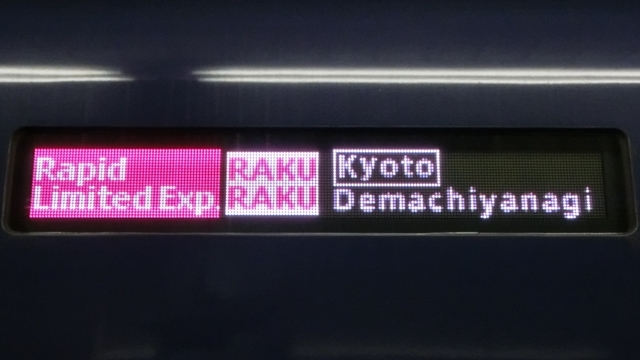 Rapid
Limited Exp.
RAKU
RAKU
Kyoto
Demachiyanagi